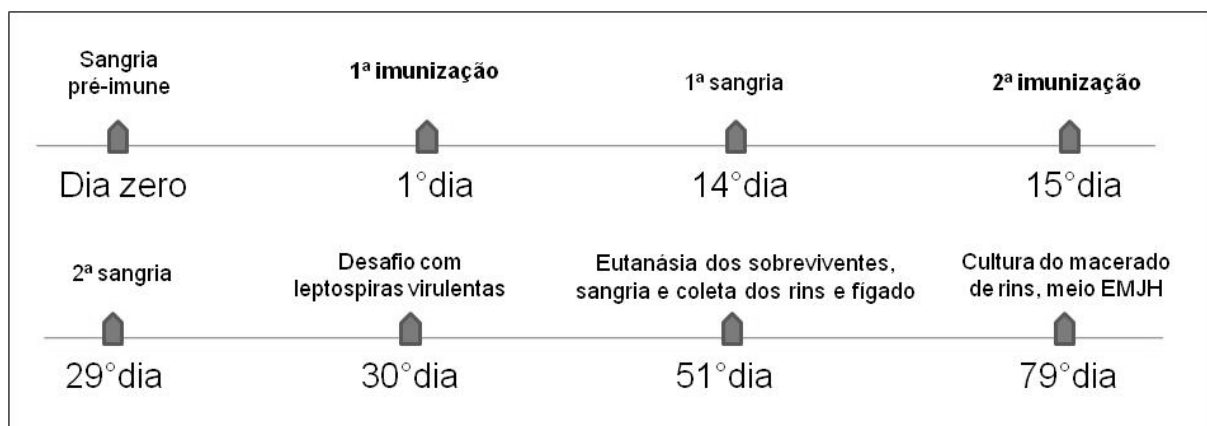 Sangria
pré-imune
1ª imunização
1ª sangria
2ª imunização
Dia zero
1°dia
14°dia
15°dia
2ª sangria
Desafio com
leptospiras virulentas
Eutanásia dos sobreviventes,
sangria e coleta dos rins e fígado
Cultura do macerado
de rins, meio EMJH
29°dia
30°dia
51°dia
79°dia